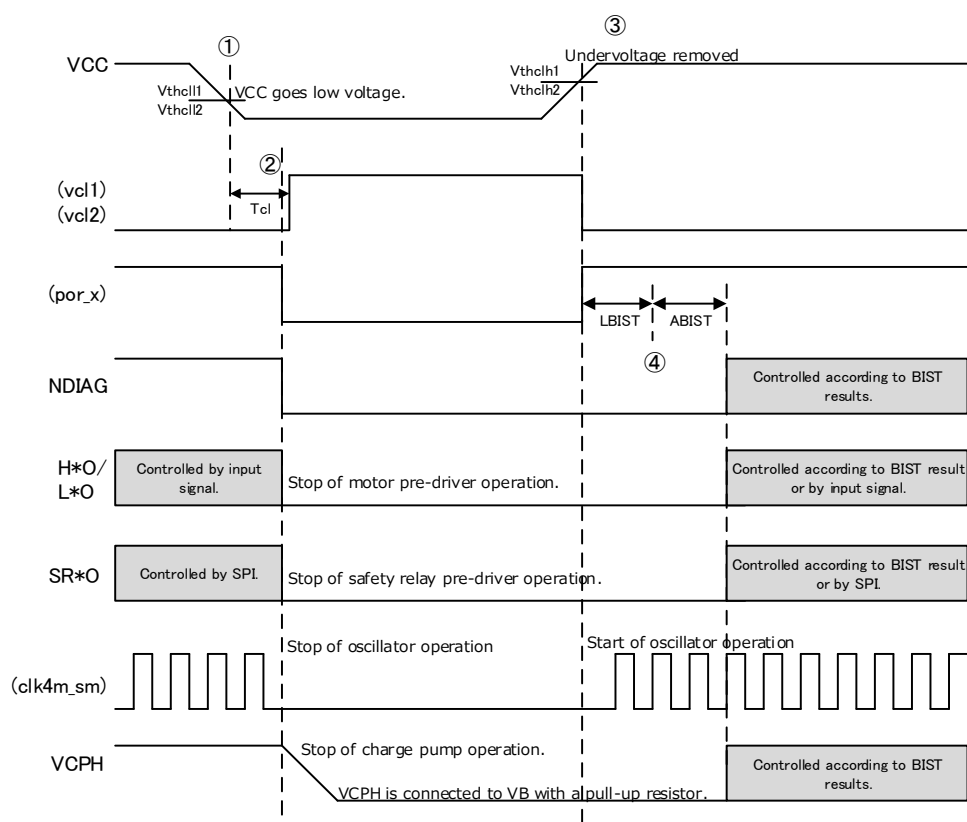 ①
③
VCC
Undervoltage removed
Vthcll1
Vthcll2
VCC goes low voltage.
Vthclh1
Vthclh2
②
(vcl1)
(vcl2)
Tcl
(por_x)
LBIST
ABIST
④
NDIAG
Controlled according to BIST
results.
H*O/
L*O
Controlled by input
signal.
Stop of motor pre-driver operation.
Controlled according to BIST result
or by input signal.
SR*O
Controlled by SPI.
Stop of safety relay pre-driver operation.
Controlled according to BIST result
or by SPI.
(clk4m_sm)
Stop of oscillator operation
Start of oscillator operation
VCPH
Stop of charge pump operation.
VCPH is connected to VB with a pull-up resistor.
Controlled according to BIST
results.